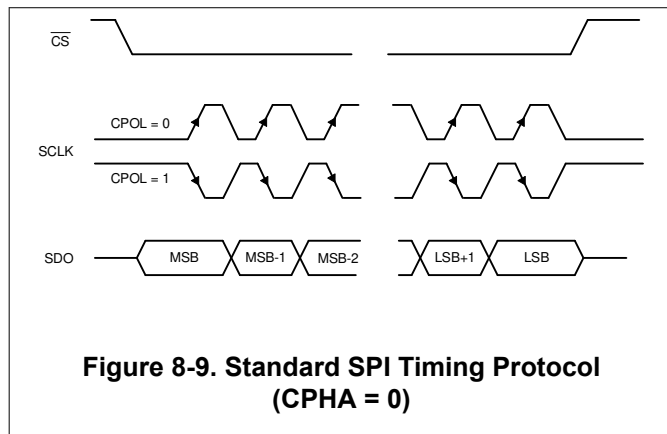 CS
CPOL = 0
SCLK
CPOL = 1
SDO
MSB
MSB-1
MSB-2
LSB+1
LSB
Figure 8-9. Standard SPI Timing Protocol
(CPHA = 0)